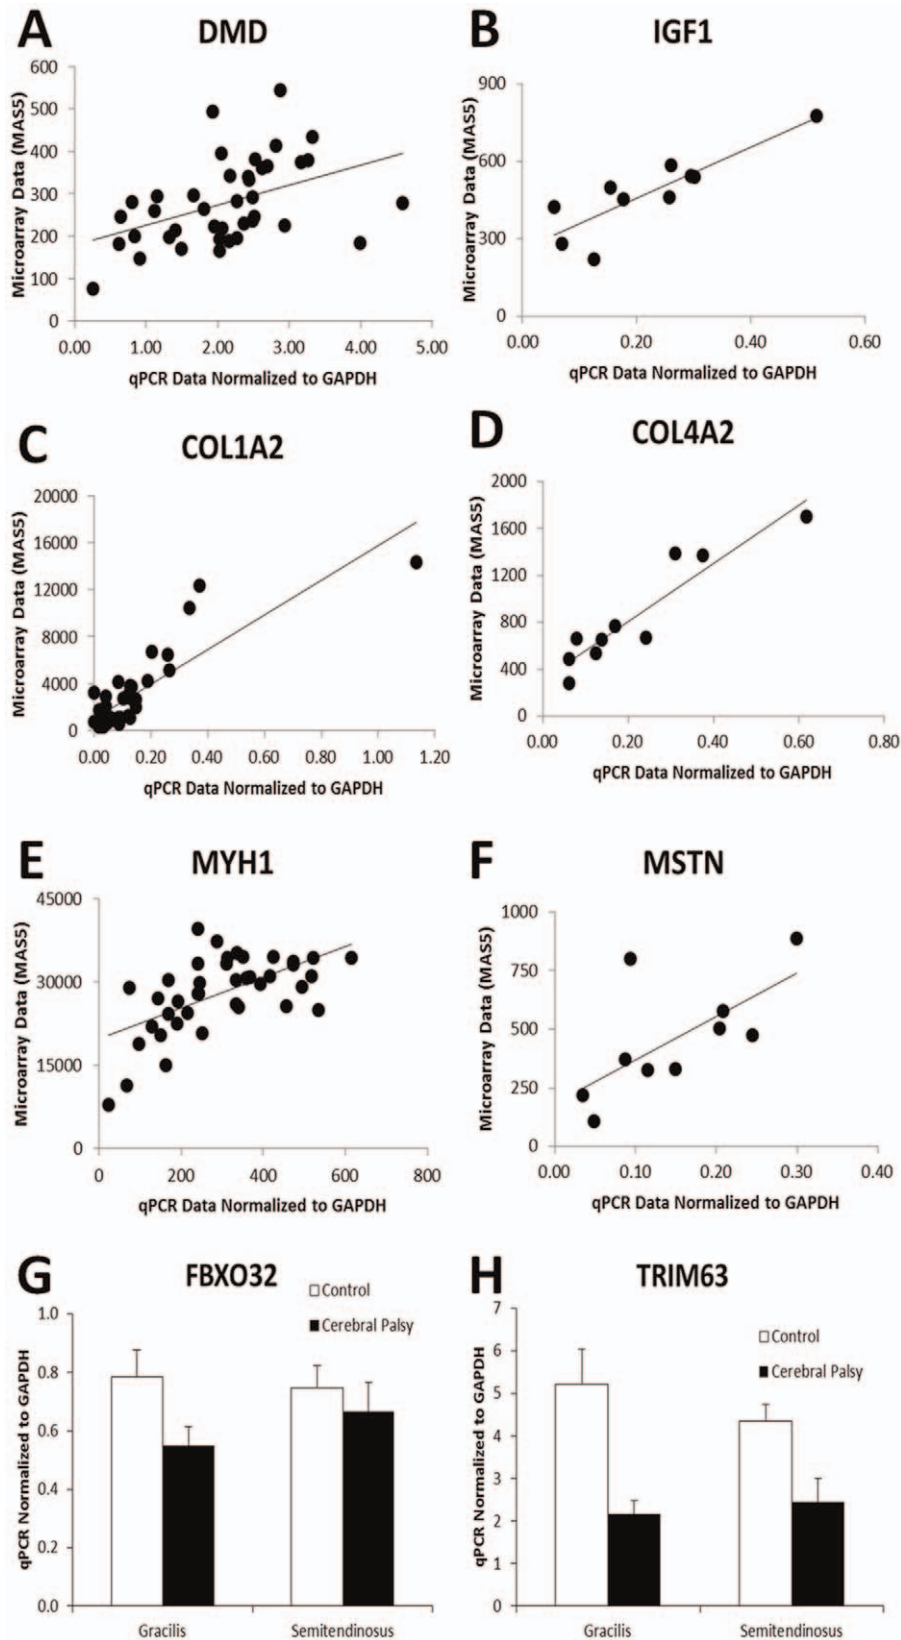 A
DMD
Microarray Data (MAS5)
600
500
400
300
200
100
0
0.00 1.00 2.00 3.00 4.00 5.00
qPCR Data Normalized to GAPDH
B
IGF1
Microarray Data (MAS5)
900
600
300
0
0.00 0.20 0.40 0.60
qPCR Data Normalized to GAPDH
C
COL1A2
Microarray Data (MAS5)
20000
16000
12000
8000
4000
0
0.00 0.20 0.40 0.60 0.80 1.00 1.20
qPCR Data Normalized to GAPDH
D
COL4A2
Microarray Data (MAS5)
2000
1600
1200
800
400
0
0.00 0.20 0.40 0.60 0.80
qPCR Data Normalized to GAPDH
E
MYH1
Microarray Data (MAS5)
45000
30000
15000
0
0 200 400 600 800
qPCR Data Normalized to GAPDH
F
MSTN
Microarray Data (MAS5)
1000
750
500
250
0
0.00 0.10 0.20 0.30 0.40
qPCR Data Normalized to GAPDH
G
FBXO32
Control
Cerebral Palsy
qPCR Normalized to GAPDH
1.0
0.8
0.6
0.4
0.2
0.0
Gracilis Semitendinosus
H
TRIM63
Control
Cerebral Palsy
qPCR Normalized to GAPDH
7
6
5
4
3
2
1
0
Gracilis Semitendinosus